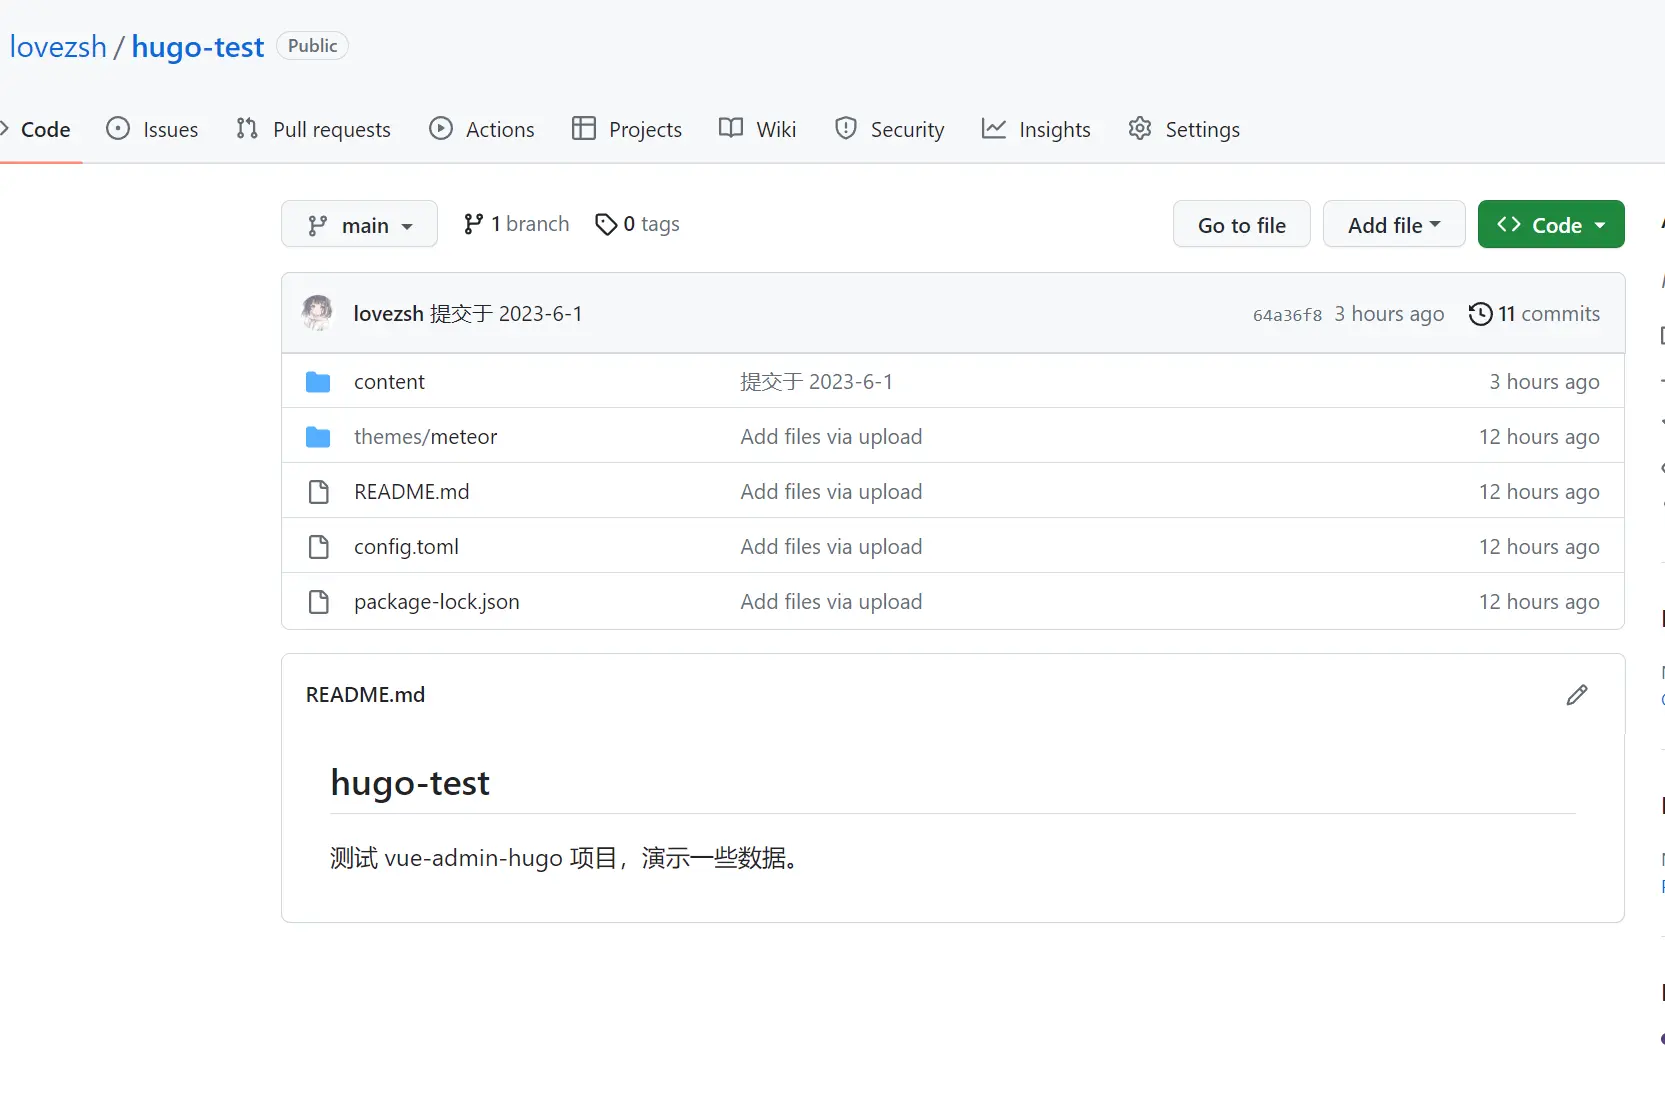 lovezsh / hugo-test Public
Code Issues Pull requests Actions Projects Wiki Security Insights Settings
main 1 branch 0 tags Go to file Add file Code
lovezsh 提交于 2023-6-1 64a36f8 3 hours ago 11 commits
content 提交于 2023-6-1 3 hours ago
themes/meteor Add files via upload 12 hours ago
README.md Add files via upload 12 hours ago
config.toml Add files via upload 12 hours ago
package-lock.json Add files via upload 12 hours ago
README.md
hugo-test
测试 vue-admin-hugo 项目，演示一些数据。